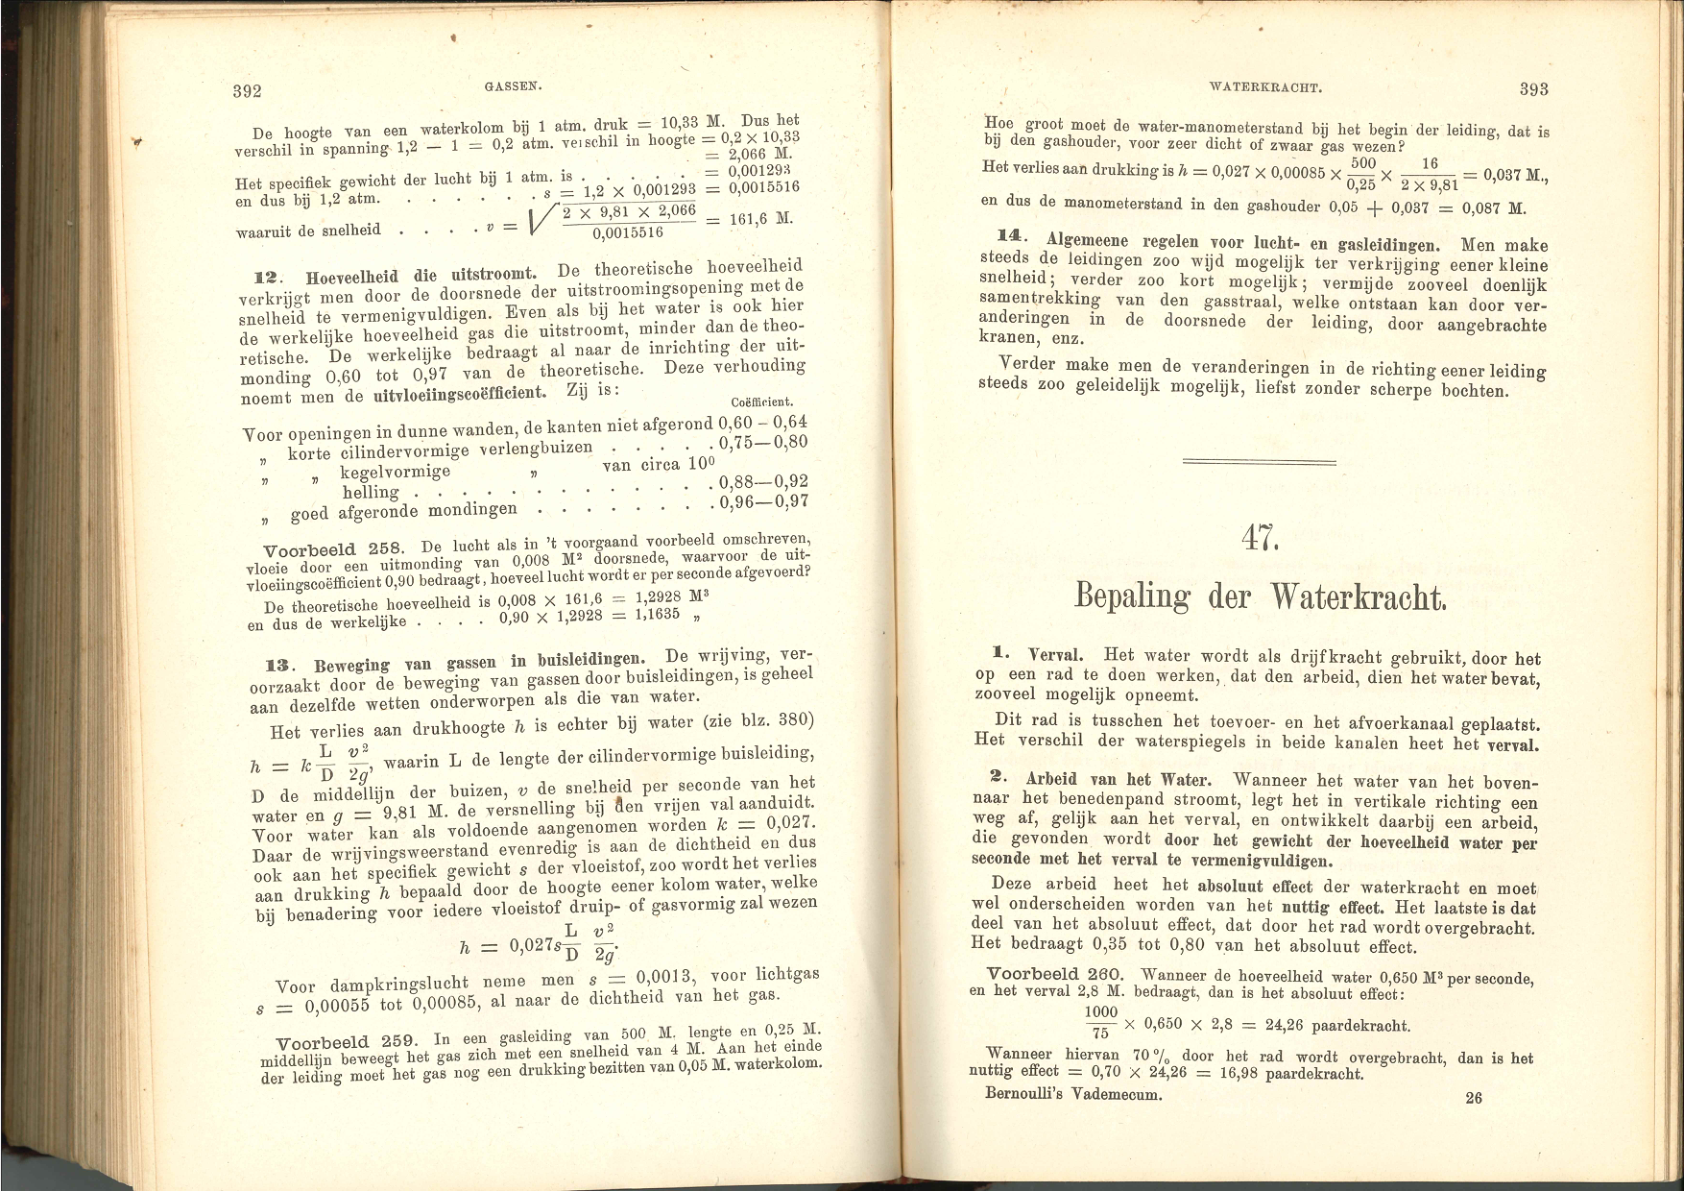 392
GASSEN.
De hoogte van een waterkolom bij 1 atm. druk = 10,33 M. Dus het
verschil in spanning 1,2 — 1 = 0,2 atm. verschil in hoogte = 0,2 × 10,33
= 2,066 M.
Het specifiek gewicht der lucht bij 1 atm. is . . . . . = 0,001293
en dus bij 1,2 atm. . . . . . . s = 1,2 × 0,001293 = 0,0015516
waaruit de snelheid . . . . v = √ 2 × 9,81 × 2,066 / 0,0015516 = 161,6 M.
12. Hoeveelheid die uitstroomt. De theoretische hoeveelheid
verkrijgt men door de doorsnede der uitstroomingsopening met de
snelheid te vermenigvuldigen. Even als bij het water is ook hier
de werkelijke hoeveelheid gas die uitstroomt, minder dan de theo-
retische. De werkelijke bedraagt al naar de inrichting der uit-
monding 0,60 tot 0,97 van de theoretische. Deze verhouding
noemt men de uitvloeiingscoëfficient. Zij is:
Coëfficient.
Voor openingen in dunne wanden, de kanten niet afgerond 0,60 – 0,64
„ korte cilindervormige verlengbuizen . . . . . 0,75—0,80
„ „ kegelvormige „ van circa 10⁰
helling . . . . . . . . . . . . . 0,88—0,92
„ goed afgeronde mondingen . . . . . . . . 0,96—0,97
Voorbeeld 258. De lucht als in 't voorgaand voorbeeld omschreven,
vloeie door een uitmonding van 0,008 M² doorsnede, waarvoor de uit-
vloeiingscoëfficient 0,90 bedraagt, hoeveel lucht wordt er per seconde afgevoerd?
De theoretische hoeveelheid is 0,008 × 161,6 = 1,2928 M³
en dus de werkelijke . . . . 0,90 × 1,2928 = 1,1635 „
13. Beweging van gassen in buisleidingen. De wrijving, ver-
oorzaakt door de beweging van gassen door buisleidingen, is geheel
aan dezelfde wetten onderworpen als die van water.
Het verlies aan drukhoogte h is echter bij water (zie blz. 380)
h = k L/D v²/2g, waarin L de lengte der cilindervormige buisleiding,
D de middellijn der buizen, v de snelheid per seconde van het
water en g = 9,81 M. de versnelling bij den vrijen val aanduidt.
Voor water kan als voldoende aangenomen worden k = 0,027.
Daar de wrijvingsweerstand evenredig is aan de dichtheid en dus
ook aan het specifiek gewicht s der vloeistof, zoo wordt het verlies
aan drukking h bepaald door de hoogte eener kolom water, welke
bij benadering voor iedere vloeistof druip- of gasvormig zal wezen
h = 0,027s L/D v²/2g.
Voor dampkringslucht neme men s = 0,0013, voor lichtgas
s = 0,00055 tot 0,00085, al naar de dichtheid van het gas.
Voorbeeld 259. In een gasleiding van 500 M. lengte en 0,25 M.
middellijn beweegt het gas zich met een snelheid van 4 M. Aan het einde
der leiding moet het gas nog een drukking bezitten van 0,05 M. waterkolom.
WATERKRACHT.
393
Hoe groot moet de water-manometerstand bij het begin der leiding, dat is
bij den gashouder, voor zeer dicht of zwaar gas wezen?
Het verlies aan drukking is h = 0,027 × 0,00085 × 500/0,25 × 16/2 × 9,81 = 0,037 M.,
en dus de manometerstand in den gashouder 0,05 + 0,037 = 0,087 M.
14. Algemeene regelen voor lucht- en gasleidingen. Men make
steeds de leidingen zoo wijd mogelijk ter verkrijging eener kleine
snelheid; verder zoo kort mogelijk; vermijde zooveel doenlijk
samentrekking van den gasstraal, welke ontstaan kan door ver-
anderingen in de doorsnede der leiding, door aangebrachte
kranen, enz.
Verder make men de veranderingen in de richting eener leiding
steeds zoo geleidelijk mogelijk, liefst zonder scherpe bochten.
47.
Bepaling der Waterkracht.
1. Verval. Het water wordt als drijfkracht gebruikt, door het
op een rad te doen werken, dat den arbeid, dien het water bevat,
zooveel mogelijk opneemt.
Dit rad is tusschen het toevoer- en het afvoerkanaal geplaatst.
Het verschil der waterspiegels in beide kanalen heet het verval.
2. Arbeid van het Water. Wanneer het water van het boven-
naar het benedenpand stroomt, legt het in vertikale richting een
weg af, gelijk aan het verval, en ontwikkelt daarbij een arbeid,
die gevonden wordt door het gewicht der hoeveelheid water per
seconde met het verval te vermenigvuldigen.
Deze arbeid heet het absoluut effect der waterkracht en moet
wel onderscheiden worden van het nuttig effect. Het laatste is dat
deel van het absoluut effect, dat door het rad wordt overgebracht.
Het bedraagt 0,35 tot 0,80 van het absoluut effect.
Voorbeeld 260. Wanneer de hoeveelheid water 0,650 M³ per seconde,
en het verval 2,8 M. bedraagt, dan is het absoluut effect:
1000/75 × 0,650 × 2,8 = 24,26 paardekracht.
Wanneer hiervan 70 % door het rad wordt overgebracht, dan is het
nuttig effect = 0,70 × 24,26 = 16,98 paardekracht.
Bernoulli's Vademecum.
26